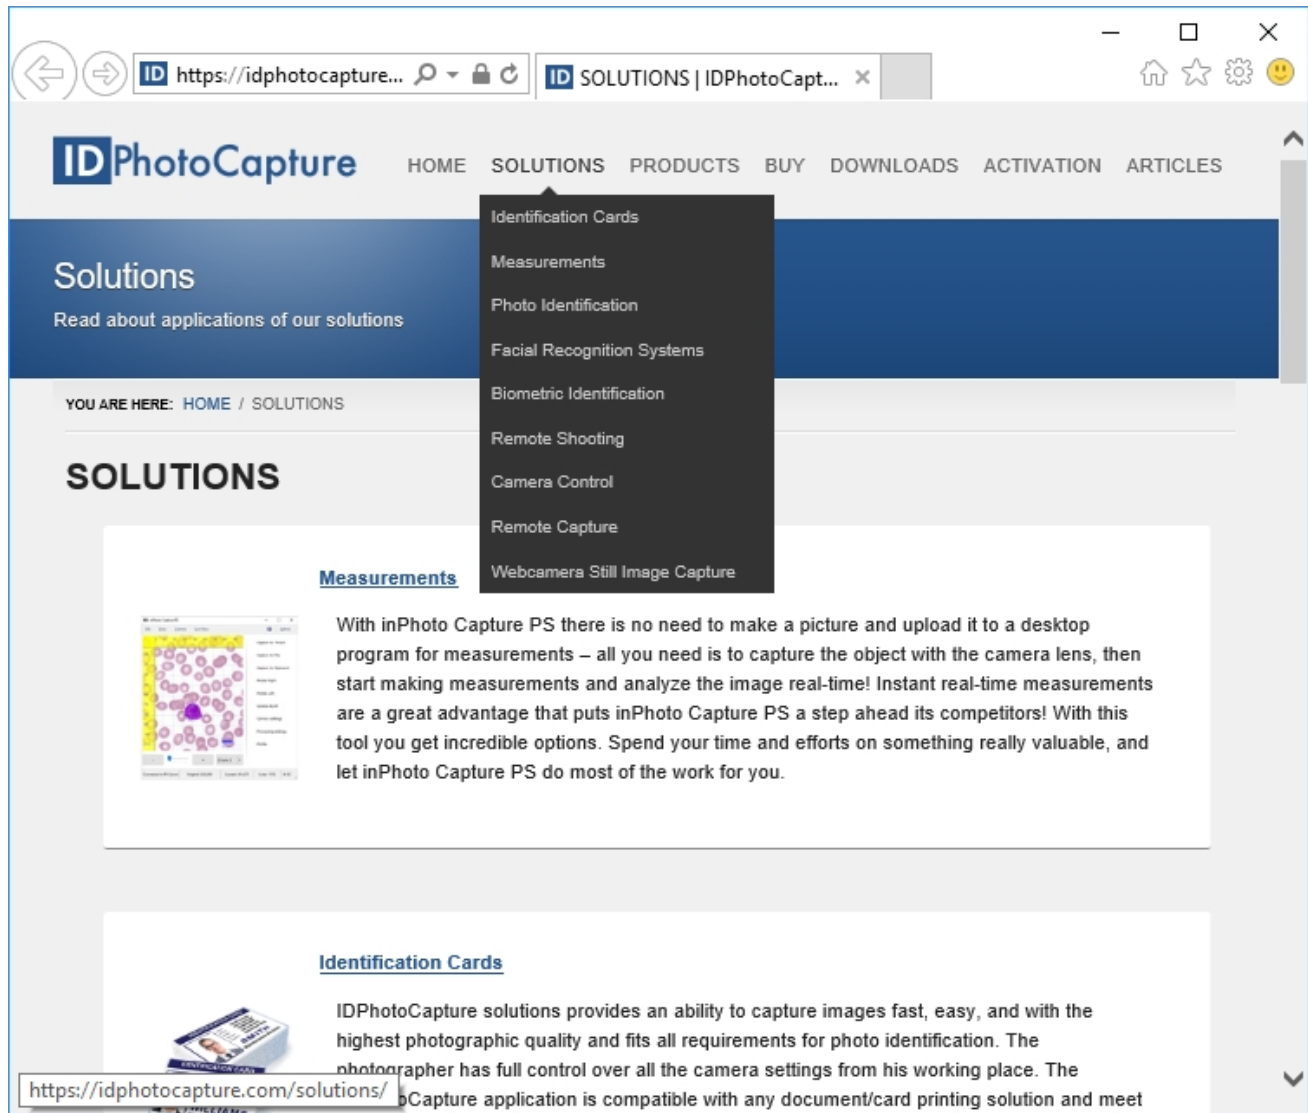 ID https://idphotocapture...
ID SOLUTIONS | IDPhotoCapt...
IDPhotoCapture
HOME SOLUTIONS PRODUCTS BUY DOWNLOADS ACTIVATION ARTICLES
Identification Cards
Measurements
Photo Identification
Facial Recognition Systems
Biometric Identification
Remote Shooting
Camera Control
Remote Capture
Webcamera Still Image Capture
Solutions
Read about applications of our solutions
YOU ARE HERE: HOME / SOLUTIONS
SOLUTIONS
Measurements
With inPhoto Capture PS there is no need to make a picture and upload it to a desktop
program for measurements – all you need is to capture the object with the camera lens, then
start making measurements and analyze the image real-time! Instant real-time measurements
are a great advantage that puts inPhoto Capture PS a step ahead its competitors! With this
tool you get incredible options. Spend your time and efforts on something really valuable, and
let inPhoto Capture PS do most of the work for you.
Identification Cards
IDPhotoCapture solutions provides an ability to capture images fast, easy, and with the
highest photographic quality and fits all requirements for photo identification. The
photographer has full control over all the camera settings from his working place. The
oCapture application is compatible with any document/card printing solution and meet
SMITH
IDENTIFICATION CARD
https://idphotocapture.com/solutions/